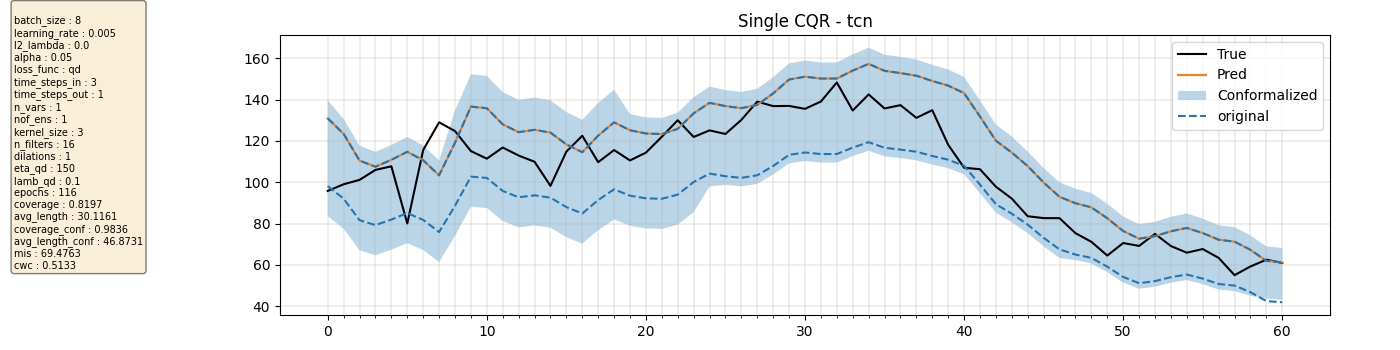 batch_size : 8
learning_rate : 0.005
l2_lambda : 0.0
alpha : 0.05
loss_func : qd
time_steps_in : 3
time_steps_out : 1
n_vars : 1
nof_ens : 1
kernel_size : 3
n_filters : 16
dilations : 1
eta_qd : 150
lamb_qd : 0.1
epochs : 116
coverage : 0.8197
avg_length : 30.1161
coverage_conf : 0.9836
avg_length_conf : 46.8731
mis : 69.4763
cwc : 0.5133
Single CQR - tcn
160
140
120
100
80
60
40
0 10 20 30 40 50 60
True
Pred
Conformalized
original